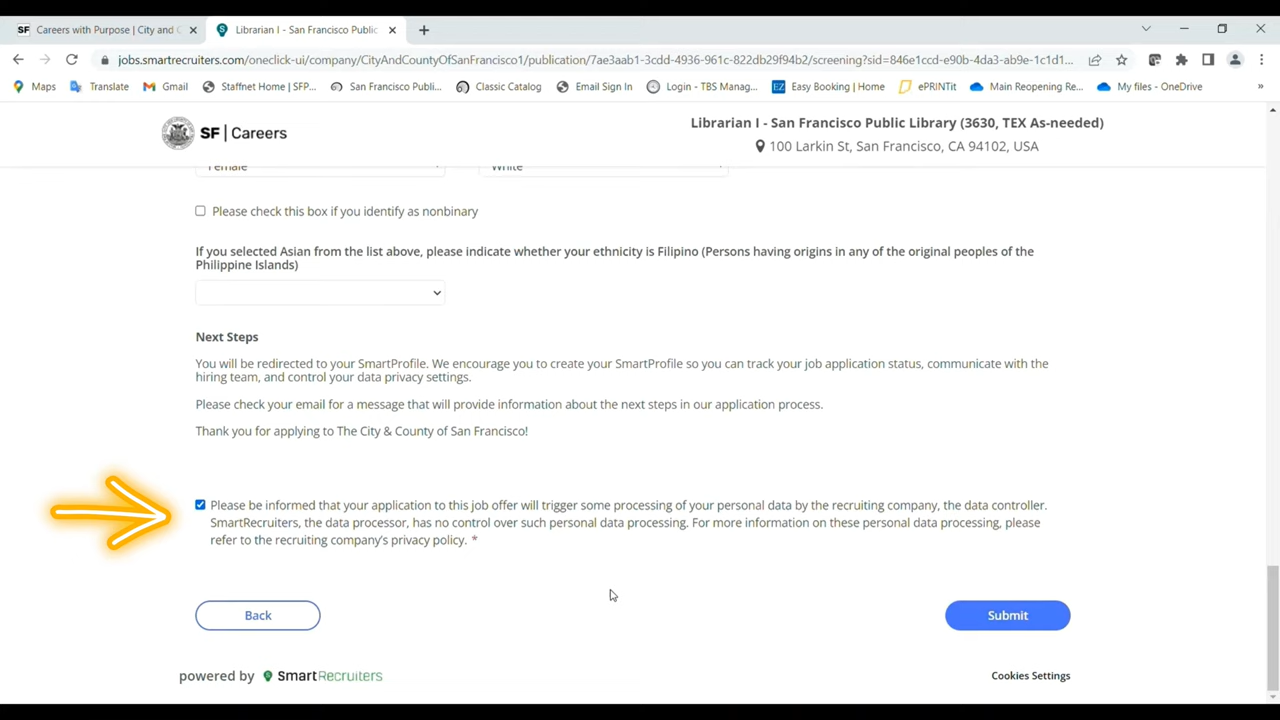 SF Careers with Purpose | City and C
Librarian I - San Francisco Public
jobs.smartrecruiters.com/oneclick-ui/company/CityAndCountyOfSanFrancisco1/publication/7ae3aab1-3cdd-4936-961c-822db29f94b2/screening?sid=846e1ccd-e90b-4da3-ab9e-1c1d1...
Maps Translate Gmail Staffnet Home | SFP... San Francisco Publi... Classic Catalog Email Sign In Login - TBS Manag... EZ Easy Booking | Home ePRINTit Main Reopening Re... My files - OneDrive »
SF | Careers
Librarian I - San Francisco Public Library (3630, TEX As-needed)
100 Larkin St, San Francisco, CA 94102, USA
Female White
Please check this box if you identify as nonbinary
If you selected Asian from the list above, please indicate whether your ethnicity is Filipino (Persons having origins in any of the original peoples of the
Philippine Islands)
Next Steps
You will be redirected to your SmartProfile. We encourage you to create your SmartProfile so you can track your job application status, communicate with the
hiring team, and control your data privacy settings.
Please check your email for a message that will provide information about the next steps in our application process.
Thank you for applying to The City & County of San Francisco!
Please be informed that your application to this job offer will trigger some processing of your personal data by the recruiting company, the data controller.
SmartRecruiters, the data processor, has no control over such personal data processing. For more information on these personal data processing, please
refer to the recruiting company's privacy policy. *
Back Submit
powered by SmartRecruiters Cookies Settings